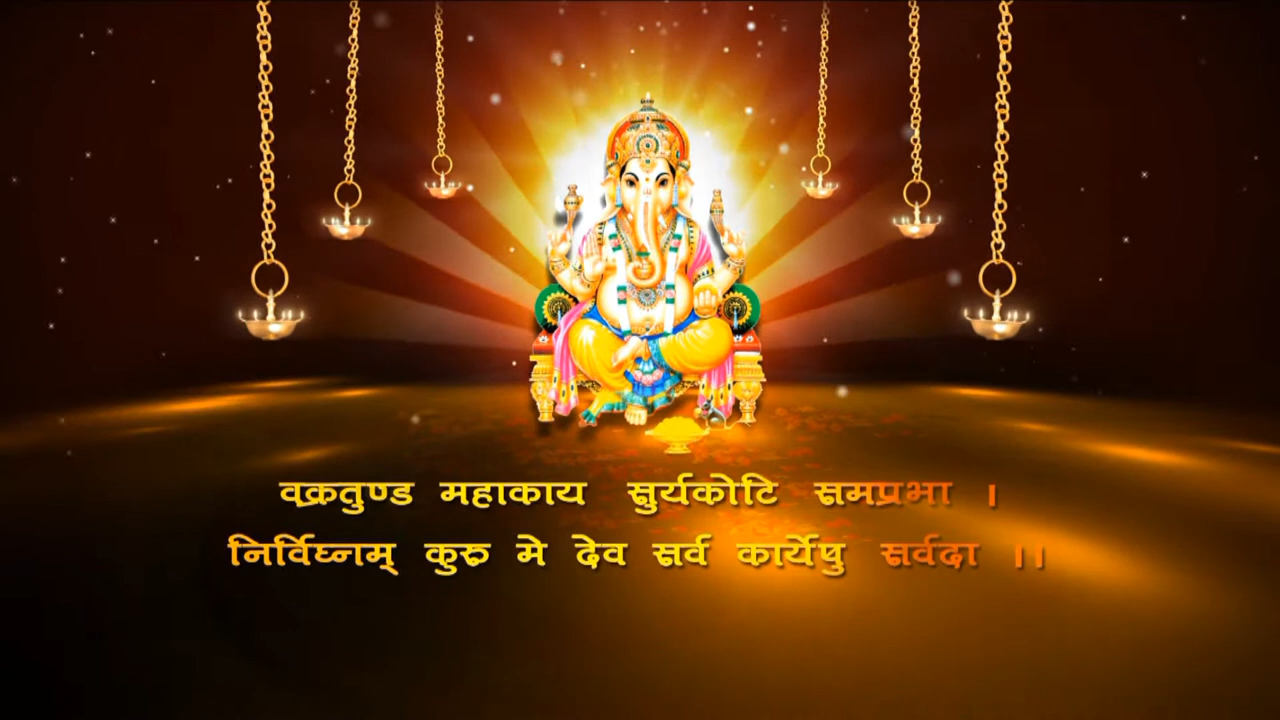 वक्रतुण्ड महाकाय सुर्यकोटि समप्रभा ।
निर्विघ्नम् कुरु मे देव सर्व कार्येषु सर्वदा ।।